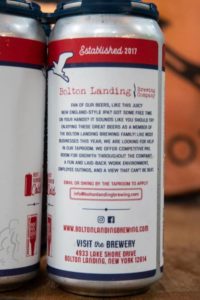 Established 2017
Bolton Landing Brewing Company
FAN OF OUR BEERS, LIKE THIS JUICY
NEW ENGLAND-STYLE IPA? GOT SOME FREE TIME
ON YOUR HANDS? IT SOUNDS LIKE YOU SHOULD TRY
ENJOYING THESE GREAT BEERS AS A MEMBER OF
THE BOLTON LANDING BREWING FAMILY! LIKE MOST
BUSINESSES THIS YEAR, WE ARE LOOKING FOR HELP
IN OUR TAPROOM. WE OFFER COMPETITIVE PAY,
ROOM FOR GROWTH THROUGHOUT THE COMPANY,
A FUN AND LAID-BACK WORK ENVIRONMENT,
EMPLOYEE OUTINGS, AND A VIEW THAT CAN'T BE BEAT.
EMAIL OR SWING BY THE TAPROOM TO APPLY
info@boltonlandingbrewing.com
WWW.BOLTONLANDINGBREWING.COM
VISIT the BREWERY
4933 LAKE SHORE DRIVE
BOLTON LANDING, NEW YORK 12814